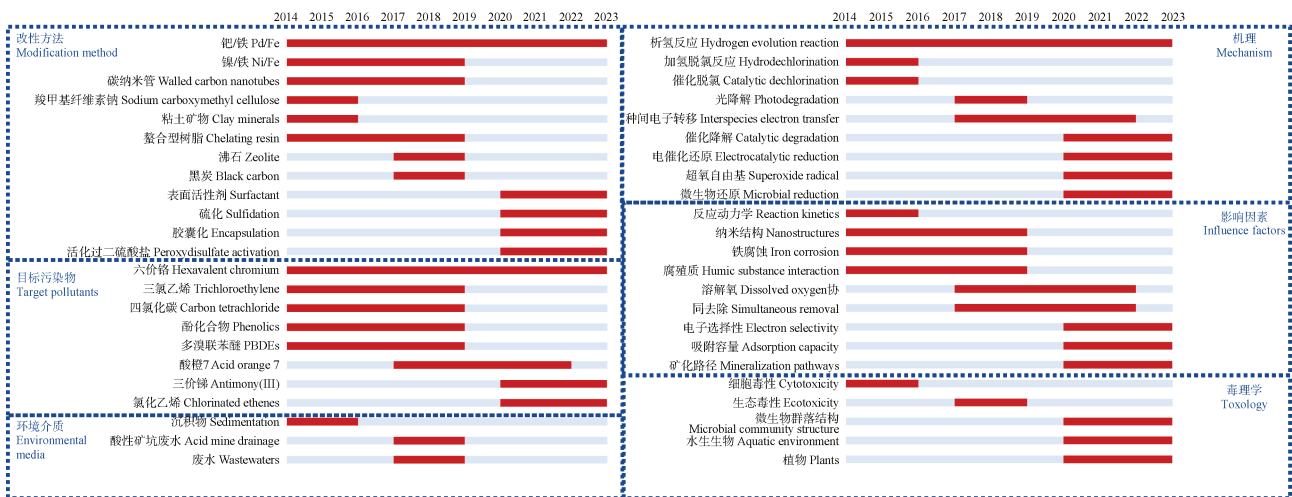 2014 2015 2016 2017 2018 2019 2020 2021 2022 2023
改性方法
Modification method
钯/铁 Pd/Fe
镍/铁 Ni/Fe
碳纳米管 Walled carbon nanotubes
羧甲基纤维素钠 Sodium carboxymethyl cellulose
粘土矿物 Clay minerals
螯合型树脂 Chelating resin
沸石 Zeolite
黑炭 Black carbon
表面活性剂 Surfactant
硫化 Sulfidation
胶囊化 Encapsulation
活化过二硫酸盐 Peroxydisulfate activation
目标污染物
Target pollutants
六价铬 Hexavalent chromium
三氯乙烯 Trichloroethylene
四氯化碳 Carbon tetrachloride
酚化合物 Phenolics
多溴联苯醚 PBDEs
酸橙7 Acid orange 7
三价锑 Antimony(III)
氯化乙烯 Chlorinated ethenes
环境介质
Environmental
media
沉积物 Sedimentation
酸性矿坑废水 Acid mine drainage
废水 Wastewaters
2014 2015 2016 2017 2018 2019 2020 2021 2022 2023
机理
Mechanism
析氢反应 Hydrogen evolution reaction
加氢脱氯反应 Hydrodechlorination
催化脱氯 Catalytic dechlorination
光降解 Photodegradation
种间电子转移 Interspecies electron transfer
催化降解 Catalytic degradation
电催化还原 Electrocatalytic reduction
超氧自由基 Superoxide radical
微生物还原 Microbial reduction
影响因素
Influence factors
反应动力学 Reaction kinetics
纳米结构 Nanostructures
铁腐蚀 Iron corrosion
腐殖质 Humic substance interaction
溶解氧 Dissolved oxygen协
同去除 Simultaneous removal
电子选择性 Electron selectivity
吸附容量 Adsorption capacity
矿化路径 Mineralization pathways
毒理学
Toxology
细胞毒性 Cytotoxicity
生态毒性 Ecotoxicity
微生物群落结构
Microbial community structure
水生生物 Aquatic environment
植物 Plants